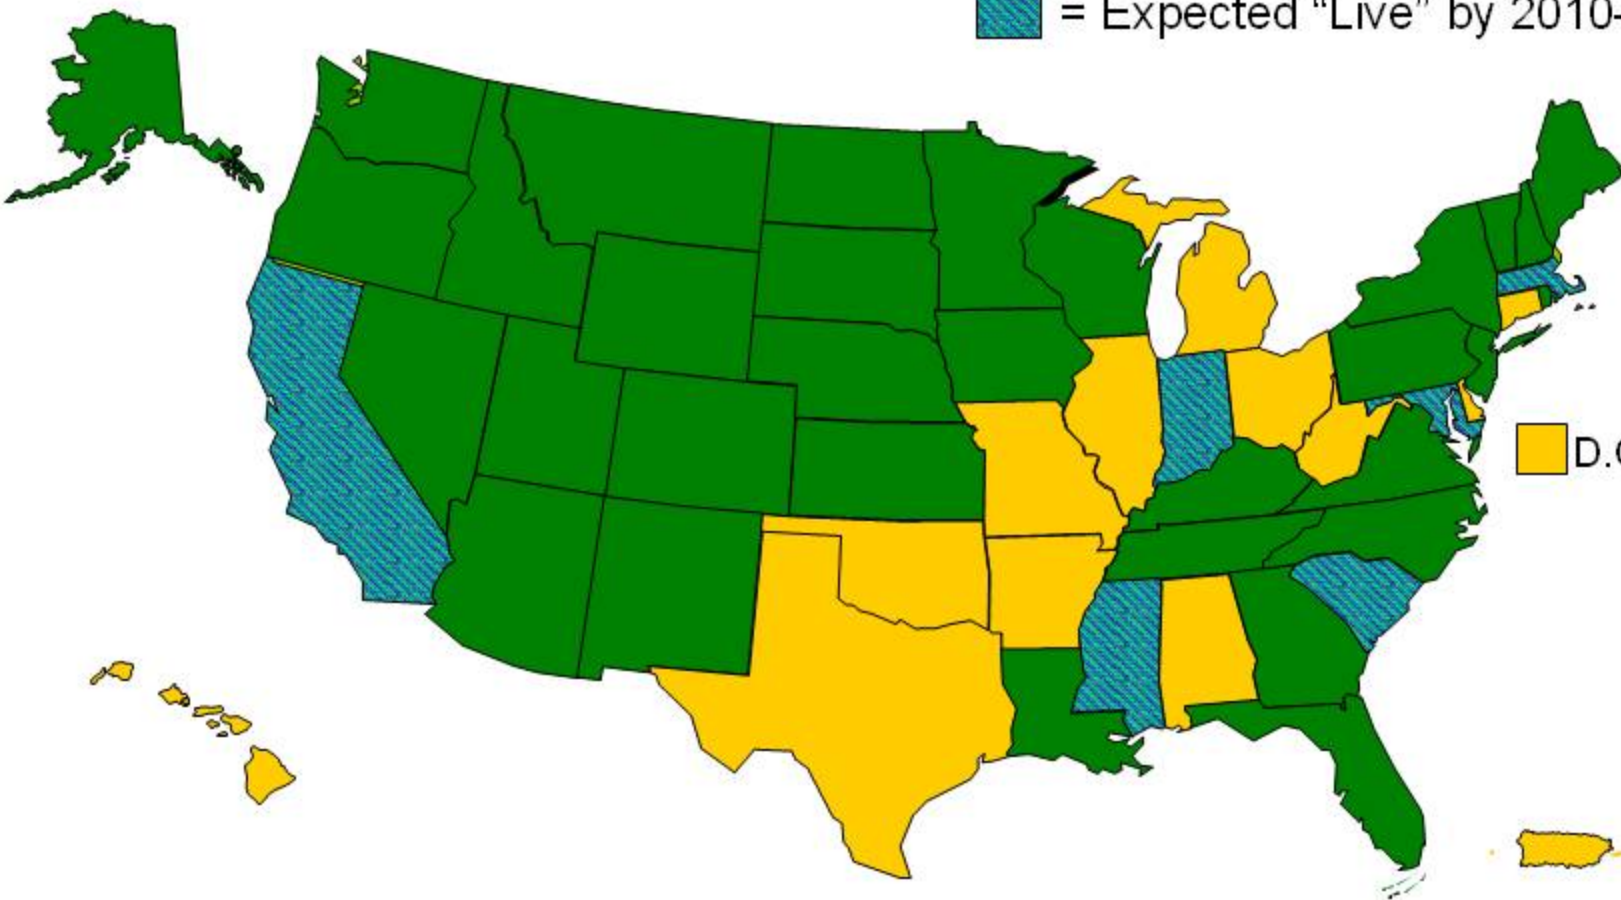 = Expected “Live” by 2010-
D.